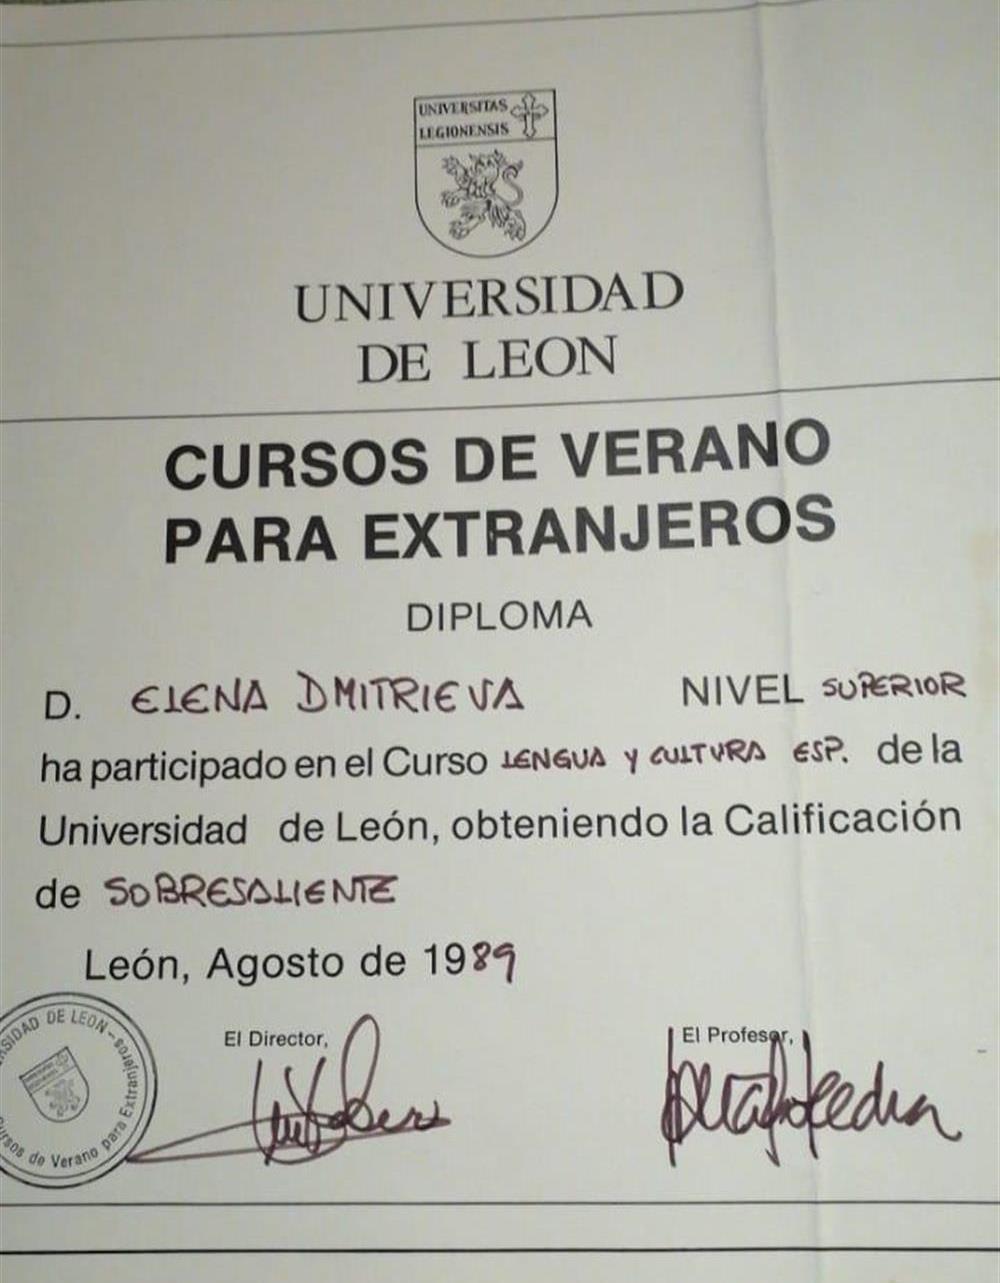 UNIVERSITAS
LEGIONENSIS
UNIVERSIDAD
DE LEON
CURSOS DE VERANO
PARA EXTRANJEROS
DIPLOMA
D. ELENA DMITRIEVA NIVEL SUPERIOR
ha participado en el Curso LENGUA Y CULTURA ESP. de la
Universidad de León, obteniendo la Calificación
de SOBRESALIENTE
León, Agosto de 1989
El Director,
El Profesor,
DE LEON
de Verano para Extranjeros